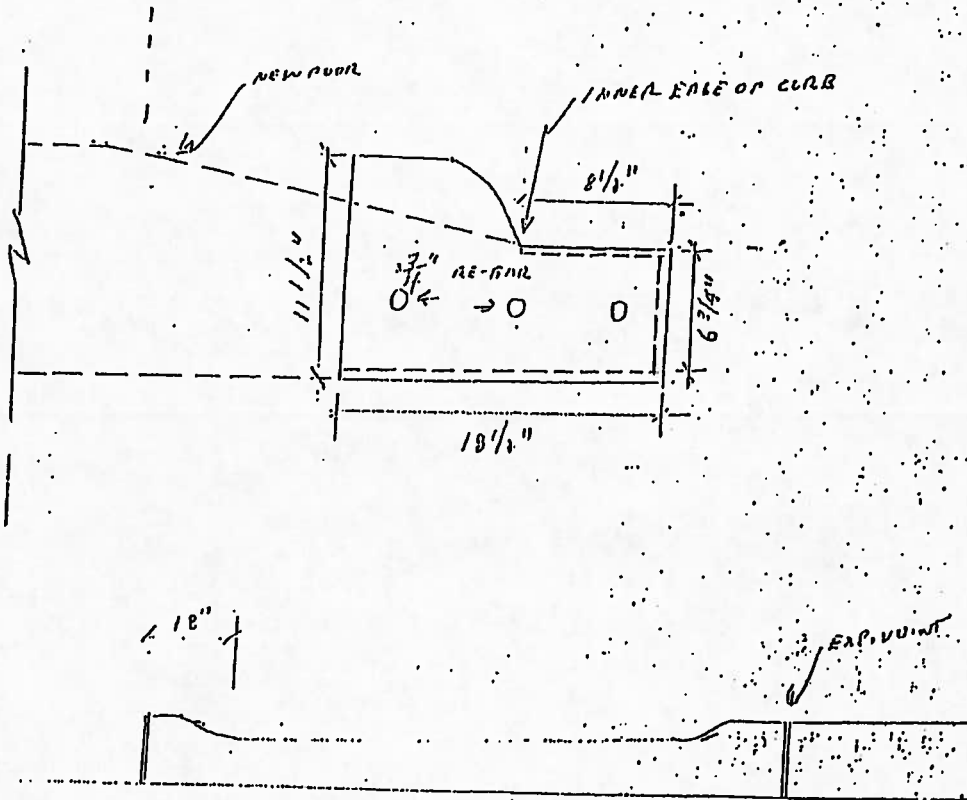 NEW POUR
INNER EDGE OF CURB
8 1/2"
11 1/2"
RE-BAR
6 3/4"
18 1/2"
18"
EXP. JOINT